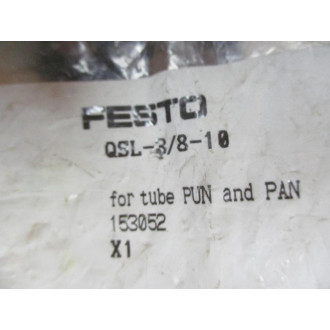 FESTO
QSL-3/8-10
for tube PUN and PAN
153052
X1